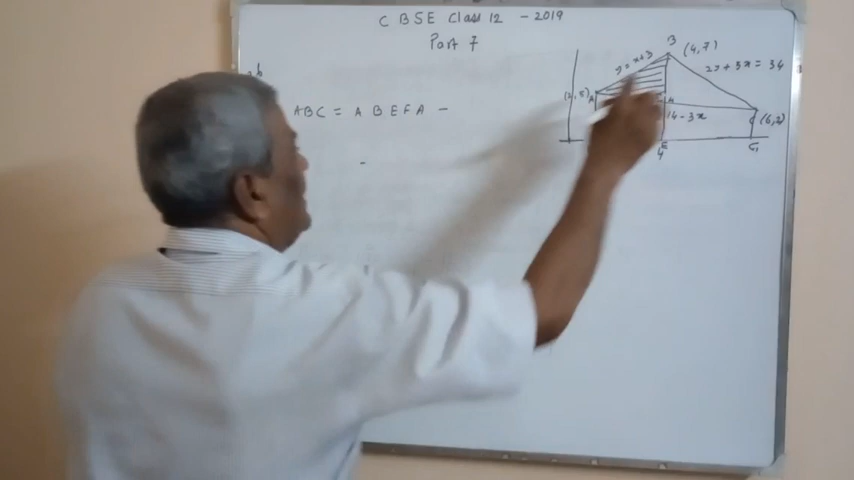 CBSE Class 12 - 2019
Part 7
ABC = ABEFA -
B (4,7)
y = x+3
2y + 3x = 34
(2,5) A
14 - 3x
C (6,2)
E
4
G